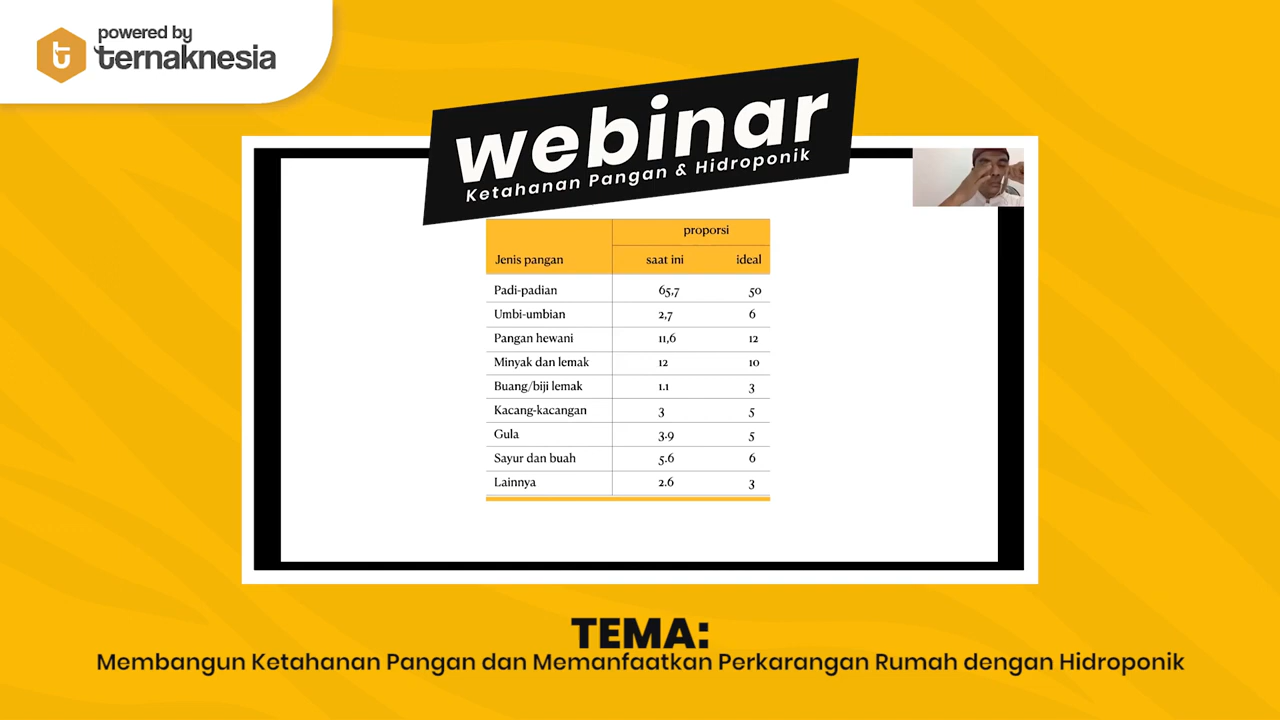 powered by
ternaknesia
webinar
Ketahanan Pangan & Hidroponik
proporsi
Jenis pangan saat ini ideal
Padi-padian 65,7 50
Umbi-umbian 2,7 6
Pangan hewani 11,6 12
Minyak dan lemak 12 10
Buang/biji lemak 1.1 3
Kacang-kacangan 3 5
Gula 3.9 5
Sayur dan buah 5.6 6
Lainnya 2.6 3
TEMA:
Membangun Ketahanan Pangan dan Memanfaatkan Perkarangan Rumah dengan Hidroponik